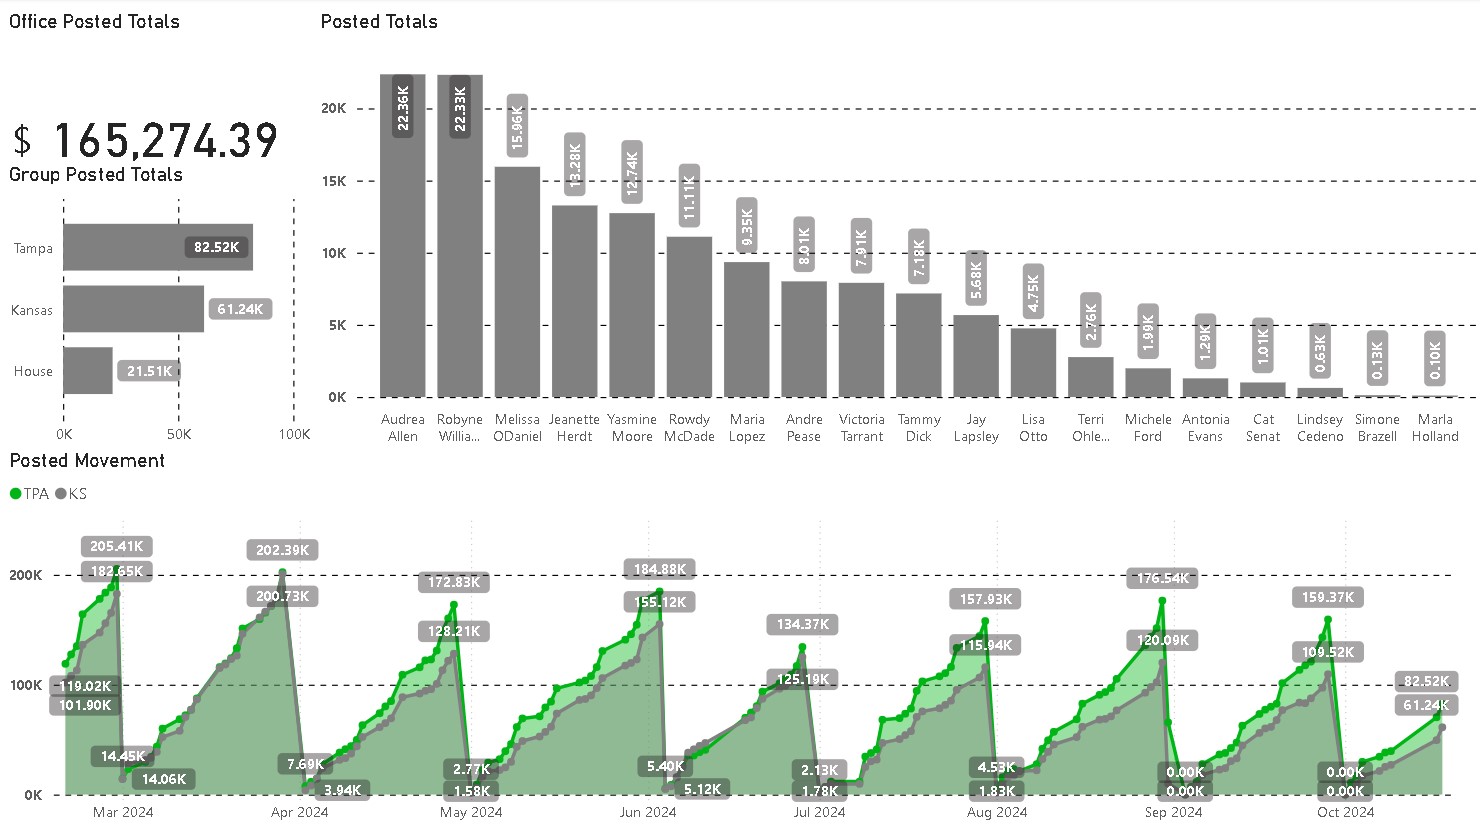 Office Posted Totals
$ 165,274.39
Group Posted Totals
Tampa 82.52K
Kansas 61.24K
House 21.51K
0K 50K 100K
Posted Totals
20K
15K
10K
5K
0K
22.36K 22.33K 15.96K 13.28K 12.74K 11.11K 9.35K 8.01K 7.91K 7.18K 5.68K 4.75K 2.76K 1.99K 1.29K 1.01K 0.63K 0.13K 0.10K
Audrea Robyne Melissa Jeanette Yasmine Rowdy Maria Andre Victoria Tammy Jay Lisa Terri Michele Antonia Cat Lindsey Simone Marla
Allen Willia... ODaniel Herdt Moore McDade Lopez Pease Tarrant Dick Lapsley Otto Ohle... Ford Evans Senat Cedeno Brazell Holland
Posted Movement
TPA KS
200K
100K
0K
205.41K 202.39K 172.83K 184.88K 134.37K 157.93K 176.54K 159.37K
182.65K 200.73K 128.21K 155.12K 125.19K 115.94K 120.09K 109.52K
119.02K 82.52K
101.90K 61.24K
14.45K 7.69K 2.77K 5.40K 2.13K 4.53K 0.00K 0.00K
14.06K 3.94K 1.58K 5.12K 1.78K 1.83K 0.00K 0.00K
Mar 2024 Apr 2024 May 2024 Jun 2024 Jul 2024 Aug 2024 Sep 2024 Oct 2024